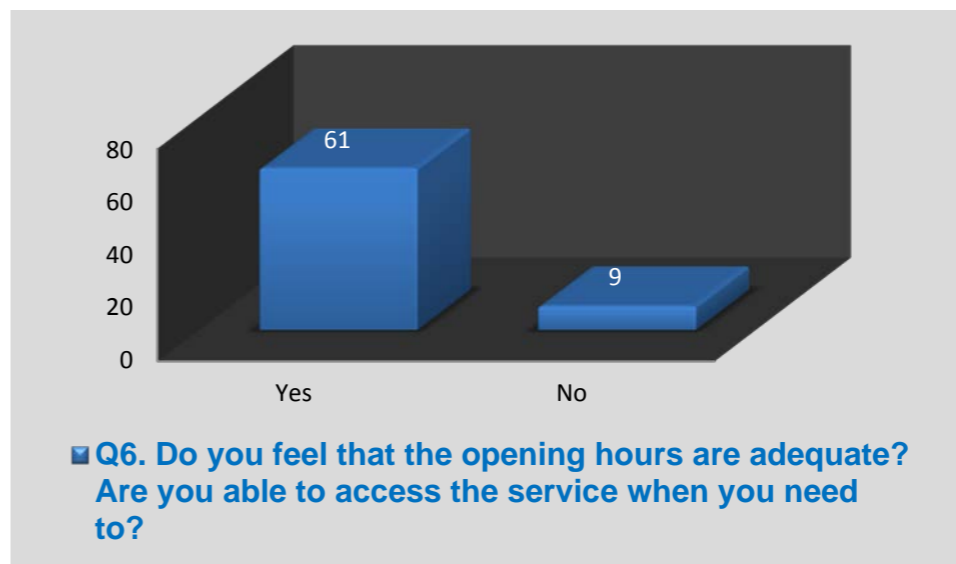 61
9
80
60
40
20
0
Yes No
Q6. Do you feel that the opening hours are adequate?
Are you able to access the service when you need
to?